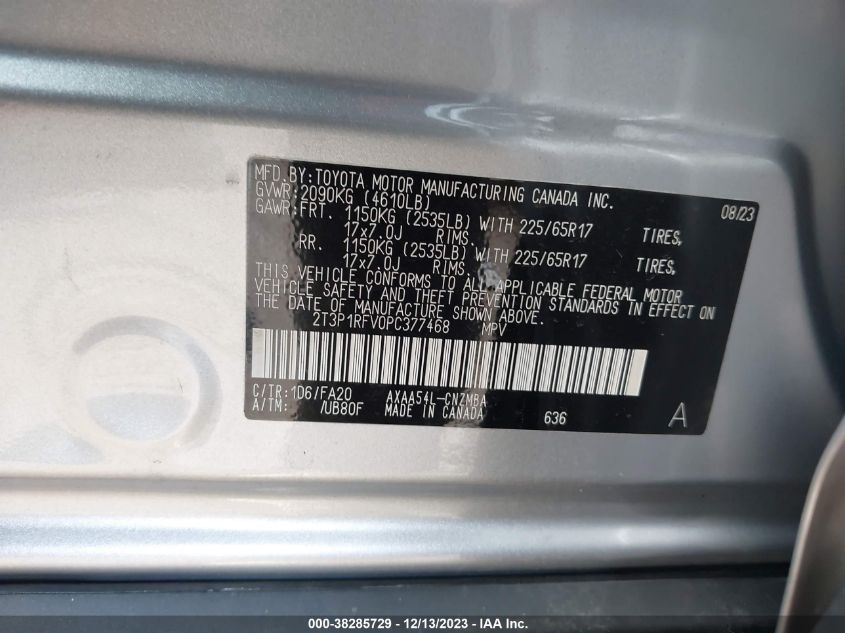 MFD.BY:TOYOTA MOTOR MANUFACTURING CANADA INC.
GVWR:2090KG (4610LB) 08/23
GAWR:FRT. 1150KG (2535LB) WITH 225/65R17 TIRES,
17x7.0J RIMS.
RR. 1150KG (2535LB) WITH 225/65R17 TIRES,
17x7.0J RIMS.
THIS VEHICLE CONFORMS TO ALL APPLICABLE FEDERAL MOTOR
VEHICLE SAFETY AND THEFT PREVENTION STANDARDS IN EFFECT ON
THE DATE OF MANUFACTURE SHOWN ABOVE.
2T3P1RFV0PC377468 MPV
C/TR:1D6/FA20 AXAA54L-CNZMBA
A/TM: /UB80F MADE IN CANADA 636 A
000-38285729 - 12/13/2023 - IAA Inc.